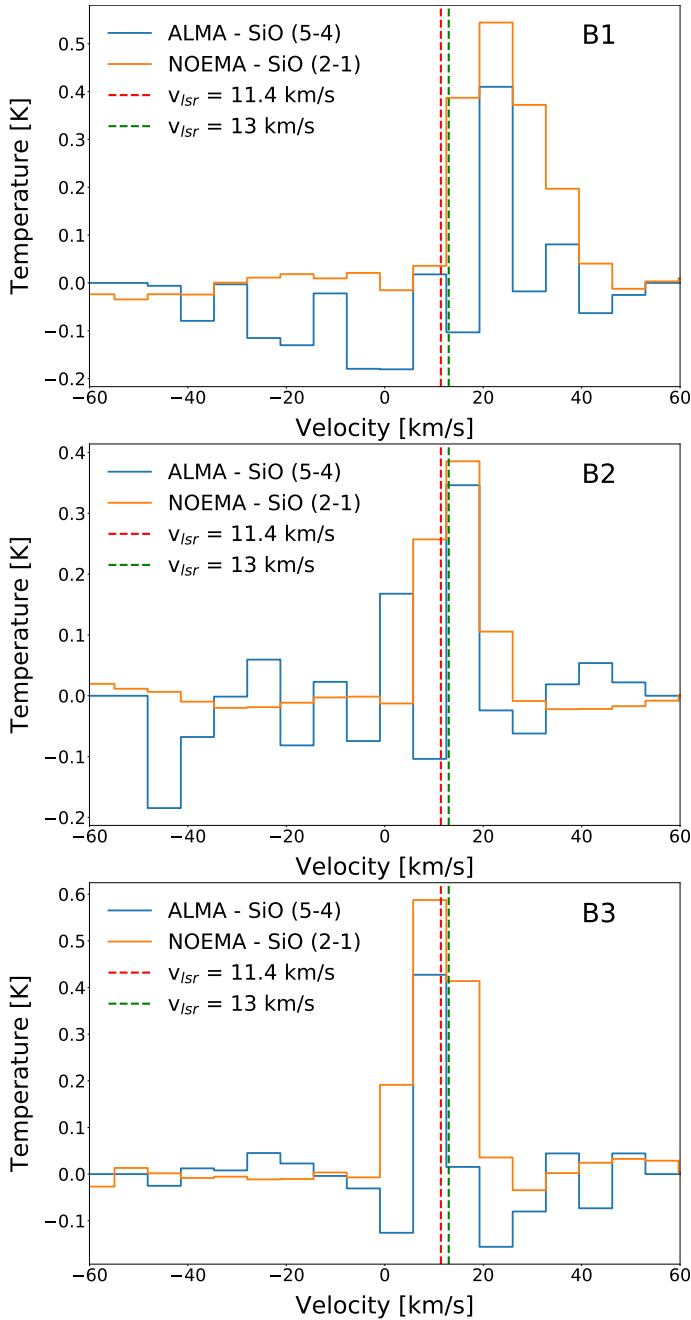 B1
ALMA - SiO (5-4)
NOEMA - SiO (2-1)
v_lsr = 11.4 km/s
v_lsr = 13 km/s
Temperature [K]
0.5
0.4
0.3
0.2
0.1
0.0
−0.1
−0.2
−60 −40 −20 0 20 40 60
Velocity [km/s]
B2
ALMA - SiO (5-4)
NOEMA - SiO (2-1)
v_lsr = 11.4 km/s
v_lsr = 13 km/s
Temperature [K]
0.4
0.3
0.2
0.1
0.0
−0.1
−0.2
−60 −40 −20 0 20 40 60
Velocity [km/s]
B3
ALMA - SiO (5-4)
NOEMA - SiO (2-1)
v_lsr = 11.4 km/s
v_lsr = 13 km/s
Temperature [K]
0.6
0.5
0.4
0.3
0.2
0.1
0.0
−0.1
−60 −40 −20 0 20 40 60
Velocity [km/s]